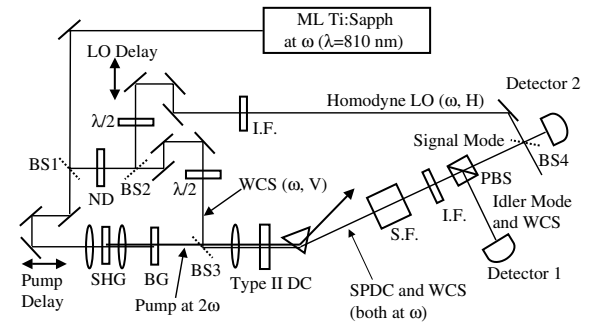 ML Ti:Sapph
at ω (λ=810 nm)
LO Delay
Detector 2
λ/2
I.F.
Homodyne LO (ω, H)
Signal Mode
BS4
BS1
ND
BS2
λ/2
WCS (ω, V)
PBS
I.F.
S.F.
Idler Mode
and WCS
Detector 1
Pump
Delay
SHG
BG
BS3
Type II DC
Pump at 2ω
SPDC and WCS
(both at ω)